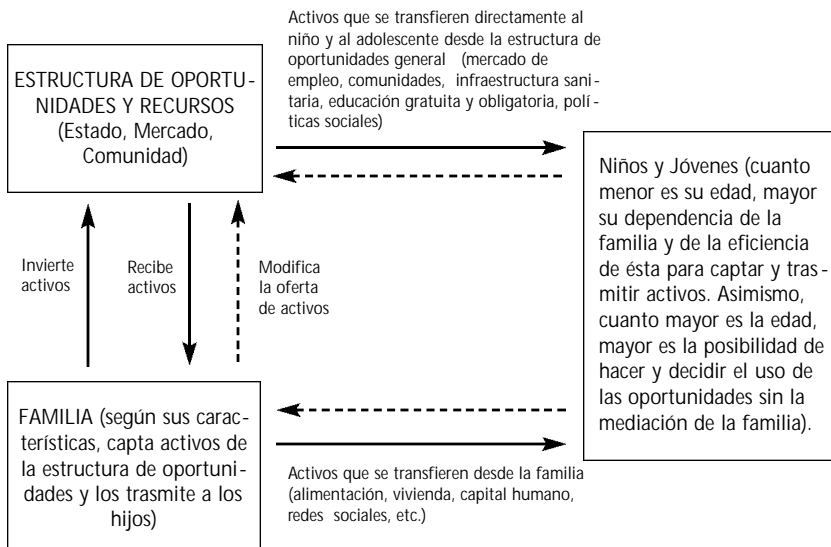 Activos que se transfieren directamente al
niño y al adolescente desde la estructura de
oportunidades general (mercado de
empleo, comunidades, infraestructura sani-
taria, educación gratuita y obligatoria, polí-
ticas sociales)
ESTRUCTURA DE OPORTU-
NIDADES Y RECURSOS
(Estado, Mercado,
Comunidad)
Niños y Jóvenes (cuanto
menor es su edad, mayor
su dependencia de la
familia y de la eficiencia
de ésta para captar y tras-
mitir activos. Asimismo,
cuanto mayor es la edad,
mayor es la posibilidad de
hacer y decidir el uso de
las oportunidades sin la
mediación de la familia).
Invierte
activos
Recibe
activos
Modifica
la oferta
de activos
FAMILIA (según sus carac-
terísticas, capta activos de
la estructura de oportuni-
dades y los trasmite a los
hijos)
Activos que se transfieren desde la familia
(alimentación, vivienda, capital humano,
redes sociales, etc.)